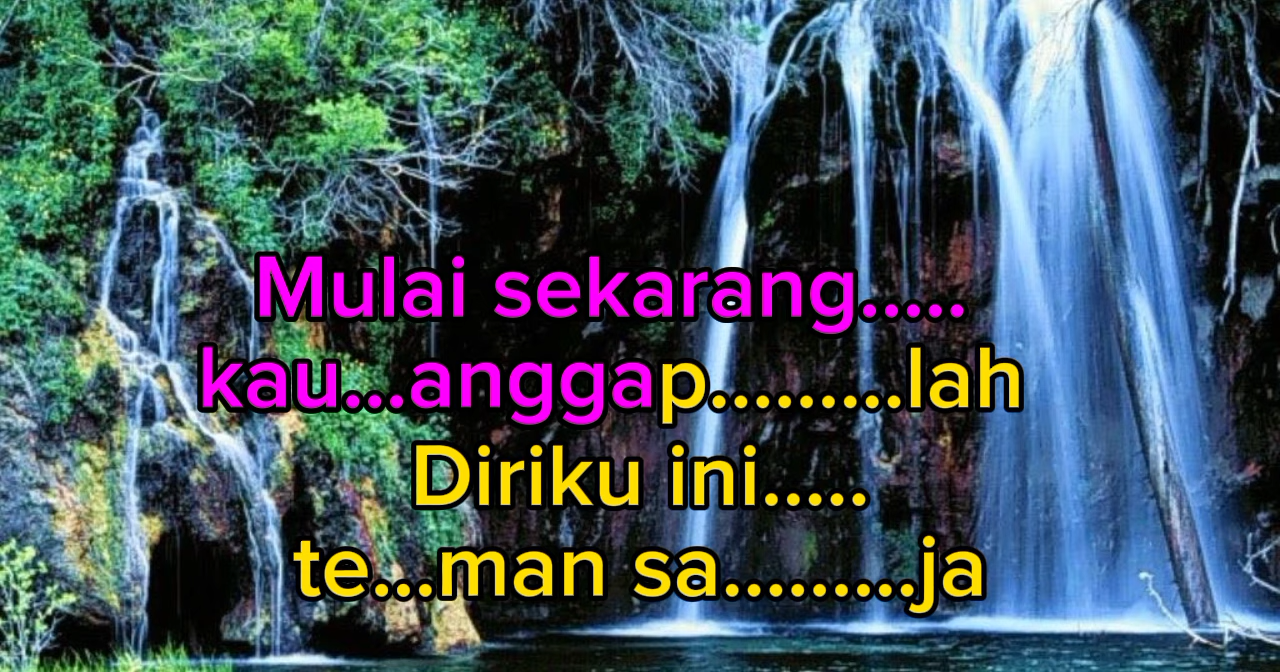 Mulai sekarang.....
kau...anggap.........lah
Diriku ini.....
te...man sa.........ja